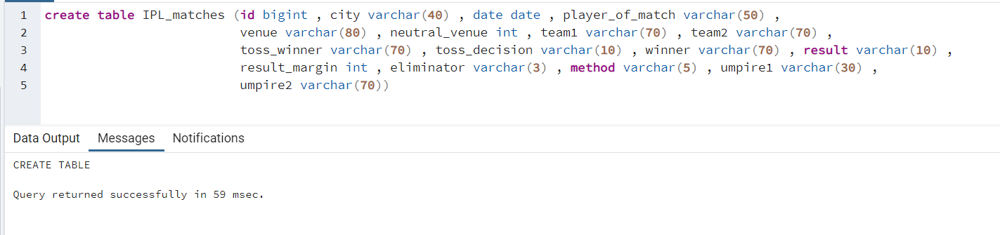 1 create table IPL_matches (id bigint , city varchar(40) , date date , player_of_match varchar(50) ,
2 venue varchar(80) , neutral_venue int , team1 varchar(70) , team2 varchar(70) ,
3 toss_winner varchar(70) , toss_decision varchar(10) , winner varchar(70) , result varchar(10) ,
4 result_margin int , eliminator varchar(3) , method varchar(5) , umpire1 varchar(30) ,
5 umpire2 varchar(70))
Data Output Messages Notifications
CREATE TABLE
Query returned successfully in 59 msec.